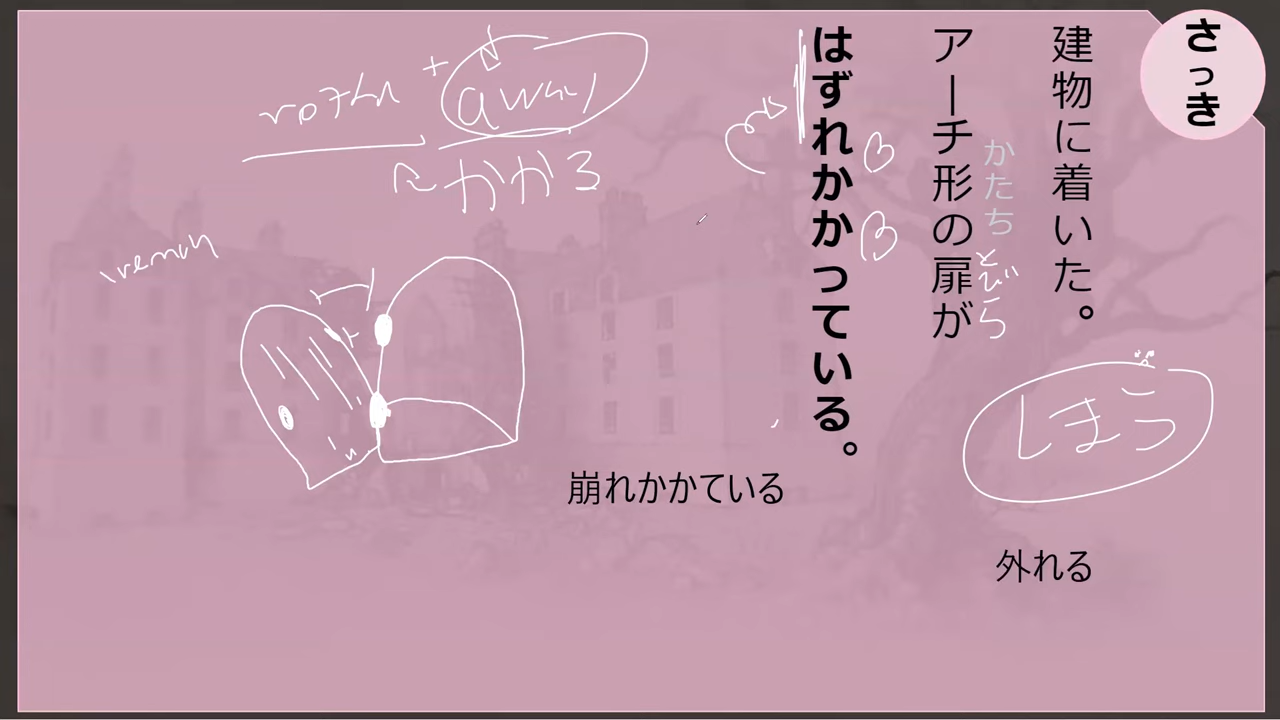 さっき
建物に着いた。
アーチ形の扉が
かたち
とびら
はずれかかっている。
崩れかかている
外れる
しまう
+ away
〜かかる